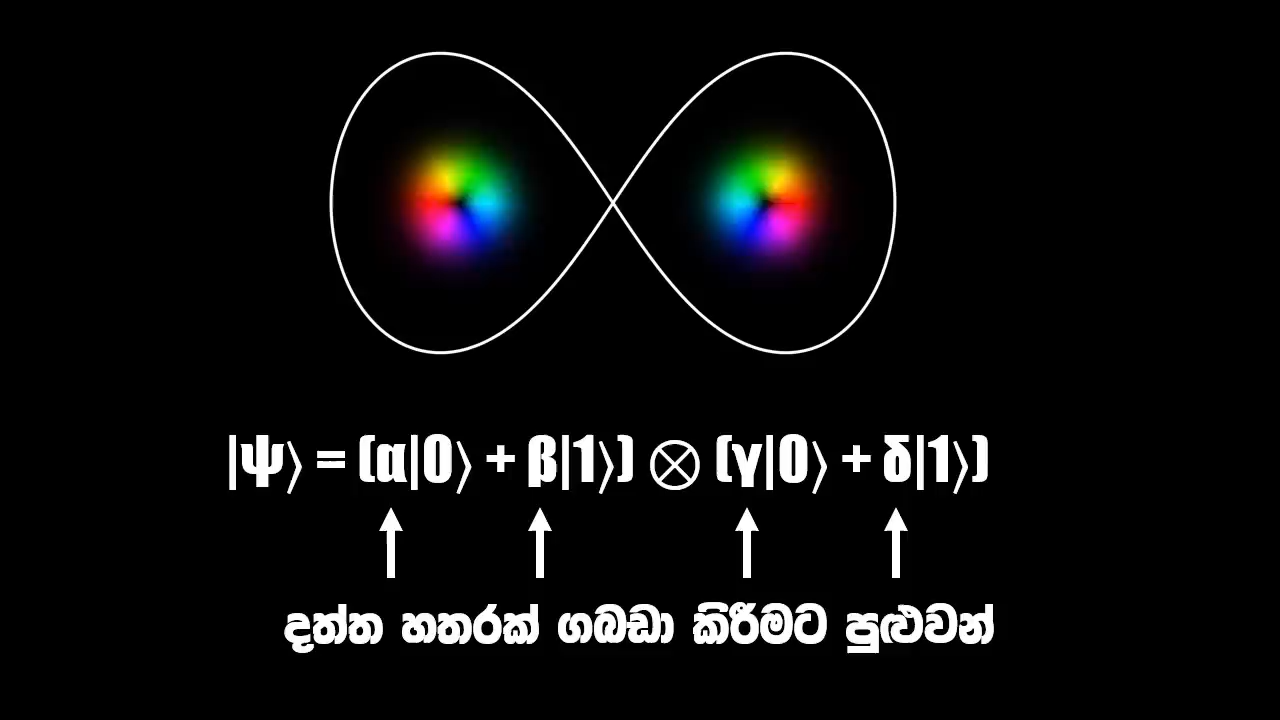 |ψ⟩ = (α|0⟩ + β|1⟩) ⊗ (γ|0⟩ + δ|1⟩)
දත්ත හතරක් ගබඩා කිරීමට පුළුවන්